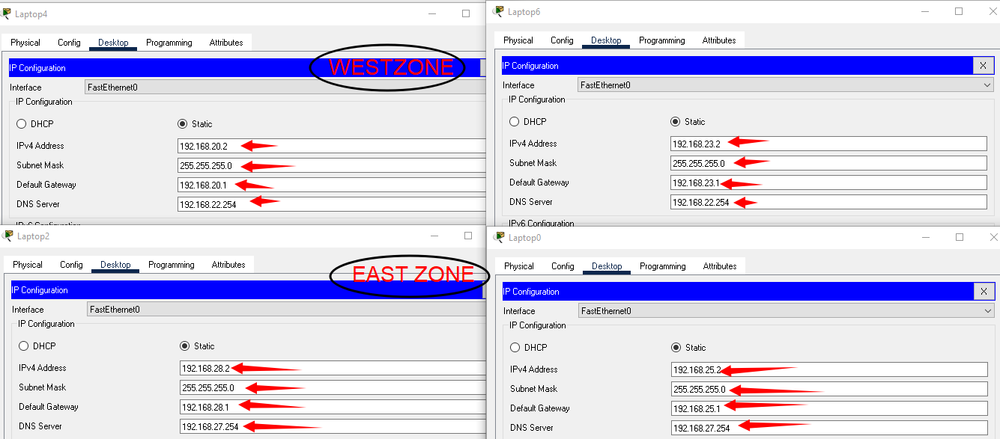 Laptop4
Physical Config Desktop Programming Attributes
IP Configuration
WESTZONE
Interface FastEthernet0
IP Configuration
DHCP Static
IPv4 Address 192.168.20.2
Subnet Mask 255.255.255.0
Default Gateway 192.168.20.1
DNS Server 192.168.22.254
IPv6 Configuration
Laptop6
Physical Config Desktop Programming Attributes
IP Configuration X
Interface FastEthernet0
IP Configuration
DHCP Static
IPv4 Address 192.168.23.2
Subnet Mask 255.255.255.0
Default Gateway 192.168.23.1
DNS Server 192.168.22.254
IPv6 Configuration
Laptop2
Physical Config Desktop Programming Attributes
EAST ZONE
IP Configuration
Interface FastEthernet0
IP Configuration
DHCP Static
IPv4 Address 192.168.28.2
Subnet Mask 255.255.255.0
Default Gateway 192.168.28.1
DNS Server 192.168.27.254
Laptop0
Physical Config Desktop Programming Attributes
IP Configuration X
Interface FastEthernet0
IP Configuration
DHCP Static
IPv4 Address 192.168.25.2
Subnet Mask 255.255.255.0
Default Gateway 192.168.25.1
DNS Server 192.168.27.254